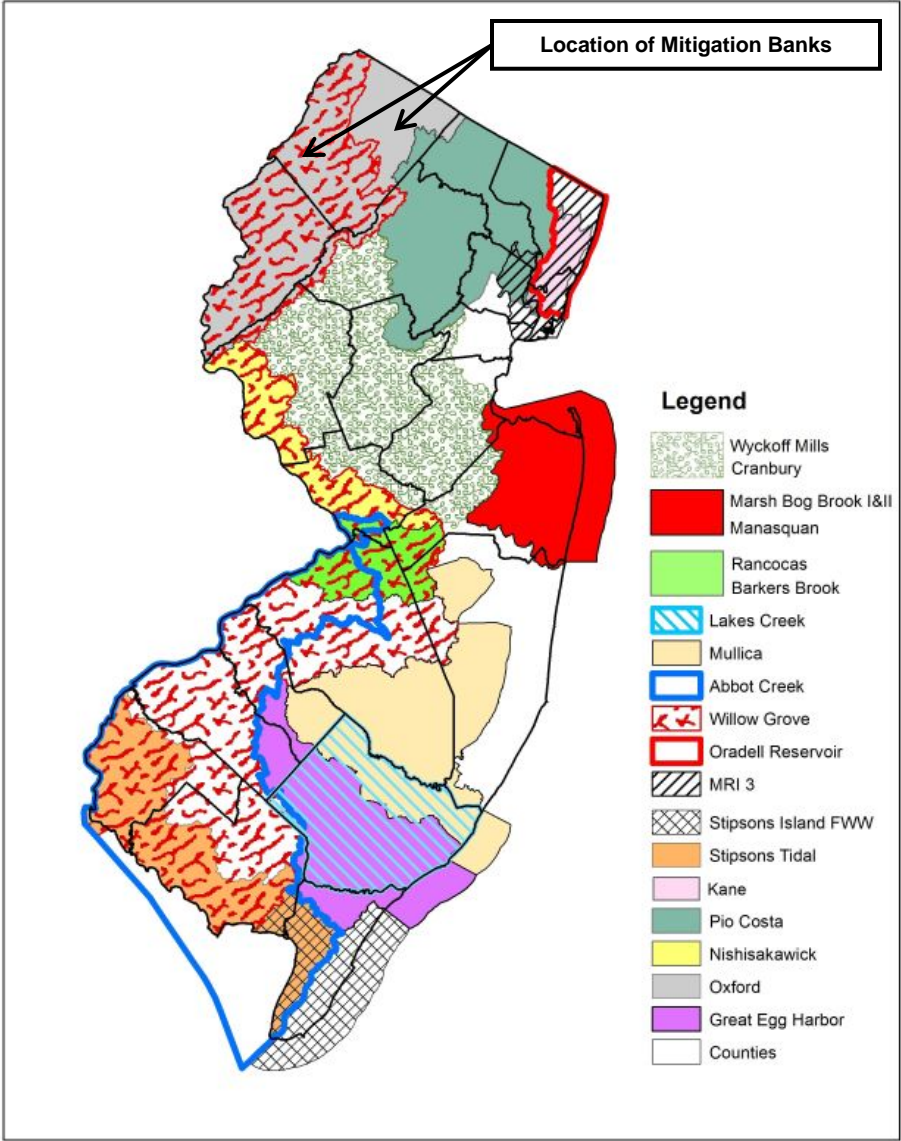 Location of Mitigation Banks
Legend
Wyckoff Mills
Cranbury
Marsh Bog Brook I&II
Manasquan
Rancocas
Barkers Brook
Lakes Creek
Mullica
Abbot Creek
Willow Grove
Oradell Reservoir
MRI 3
Stipsons Island FWW
Stipsons Tidal
Kane
Pio Costa
Nishisakawick
Oxford
Great Egg Harbor
Counties